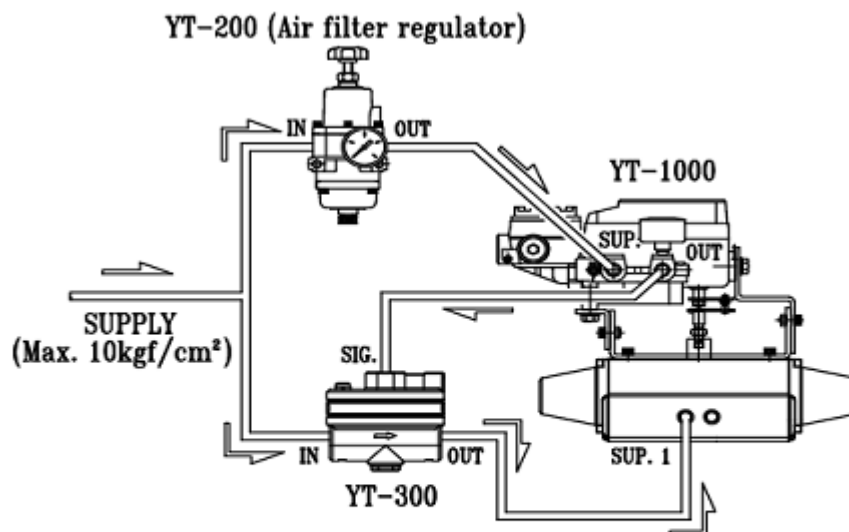 YT-200 (Air filter regulator)
IN
OUT
YT-1000
SUP.
OUT
SUPPLY
(Max. 10kgf/cm²)
SIG.
IN
OUT
SUP. 1
YT-300